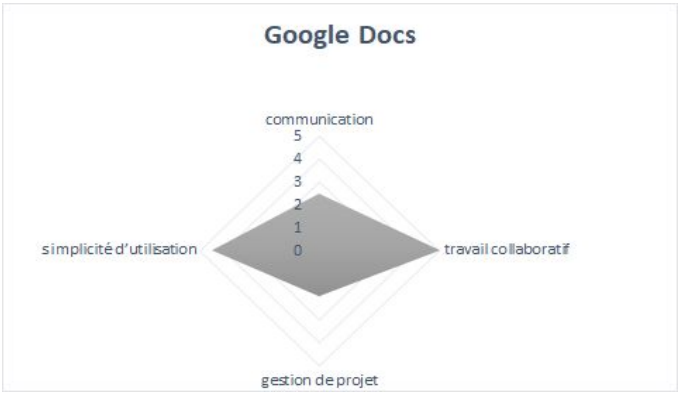 Google Docs
communication
5
4
3
2
1
0
simplicité d'utilisation
travail collaboratif
gestion de projet